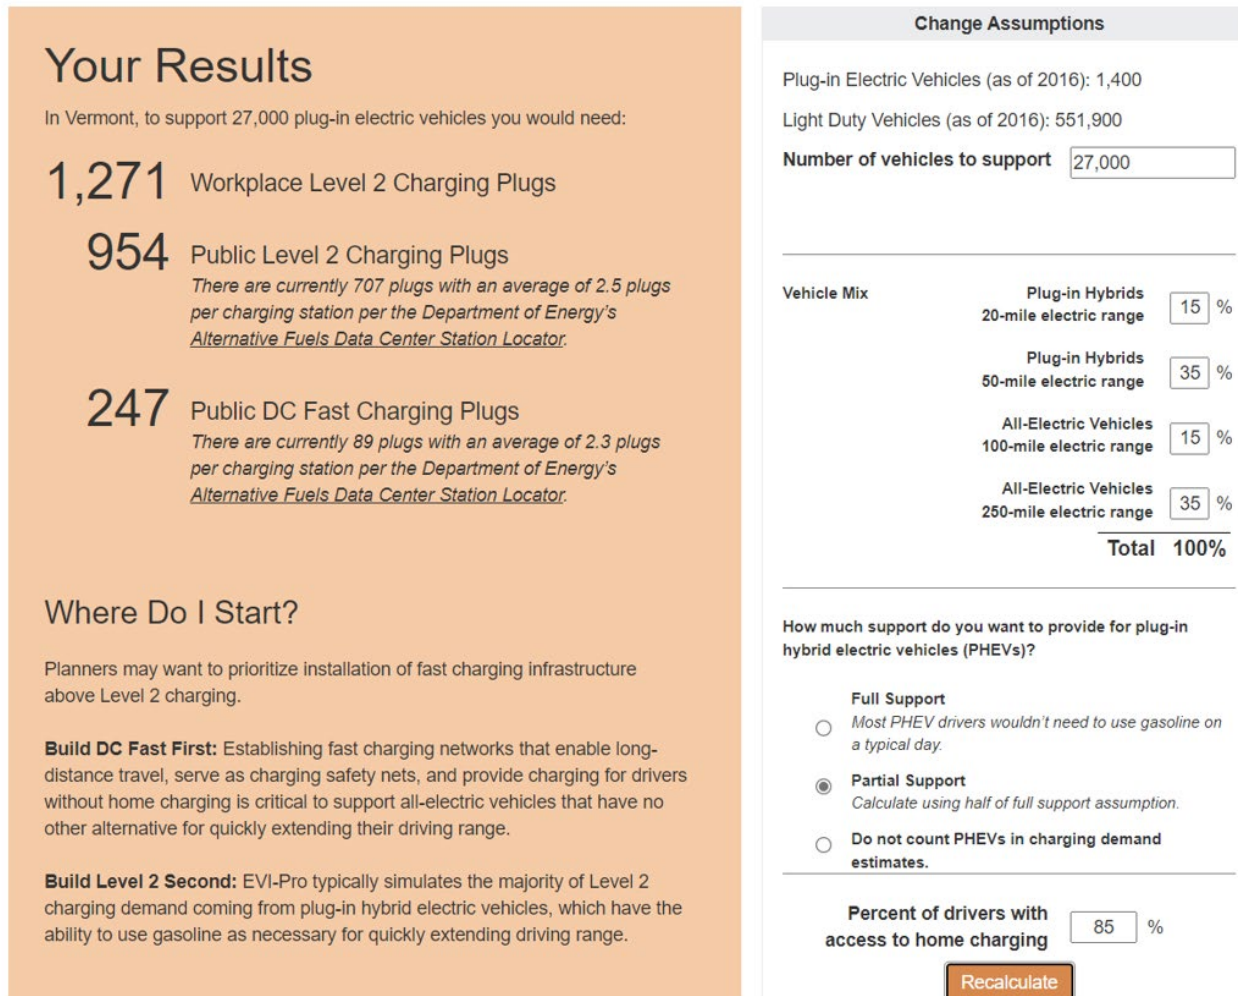 Your Results
In Vermont, to support 27,000 plug-in electric vehicles you would need:
1,271 Workplace Level 2 Charging Plugs
954 Public Level 2 Charging Plugs
There are currently 707 plugs with an average of 2.5 plugs
per charging station per the Department of Energy's
Alternative Fuels Data Center Station Locator.
247 Public DC Fast Charging Plugs
There are currently 89 plugs with an average of 2.3 plugs
per charging station per the Department of Energy's
Alternative Fuels Data Center Station Locator.
Where Do I Start?
Planners may want to prioritize installation of fast charging infrastructure
above Level 2 charging.
Build DC Fast First: Establishing fast charging networks that enable long-
distance travel, serve as charging safety nets, and provide charging for drivers
without home charging is critical to support all-electric vehicles that have no
other alternative for quickly extending their driving range.
Build Level 2 Second: EVI-Pro typically simulates the majority of Level 2
charging demand coming from plug-in hybrid electric vehicles, which have the
ability to use gasoline as necessary for quickly extending driving range.
Change Assumptions
Plug-in Electric Vehicles (as of 2016): 1,400
Light Duty Vehicles (as of 2016): 551,900
Number of vehicles to support 27,000
Vehicle Mix
Plug-in Hybrids
20-mile electric range 15 %
Plug-in Hybrids
50-mile electric range 35 %
All-Electric Vehicles
100-mile electric range 15 %
All-Electric Vehicles
250-mile electric range 35 %
Total 100%
How much support do you want to provide for plug-in
hybrid electric vehicles (PHEVs)?
Full Support
Most PHEV drivers wouldn't need to use gasoline on
a typical day.
Partial Support
Calculate using half of full support assumption.
Do not count PHEVs in charging demand
estimates.
Percent of drivers with
access to home charging 85 %
Recalculate